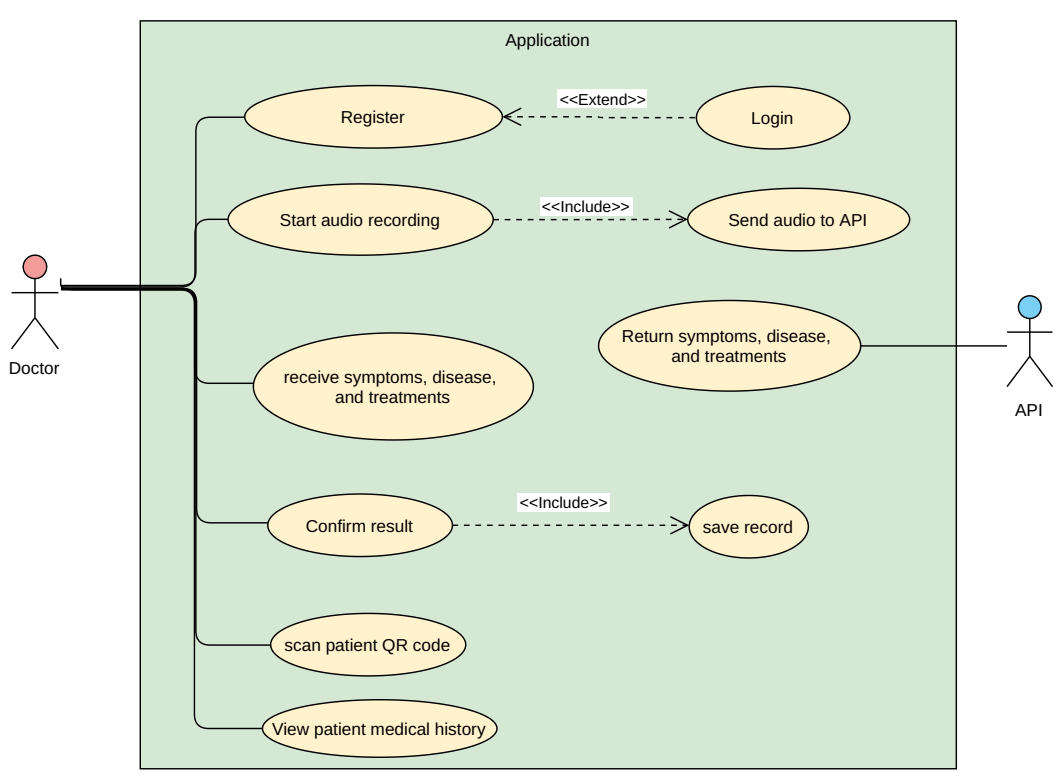 Application
<<Extend>>
Register
Login
<<Include>>
Start audio recording
Send audio to API
Doctor
Return symptoms, disease,
and treatments
API
receive symptoms, disease,
and treatments
<<Include>>
Confirm result
save record
scan patient QR code
View patient medical history